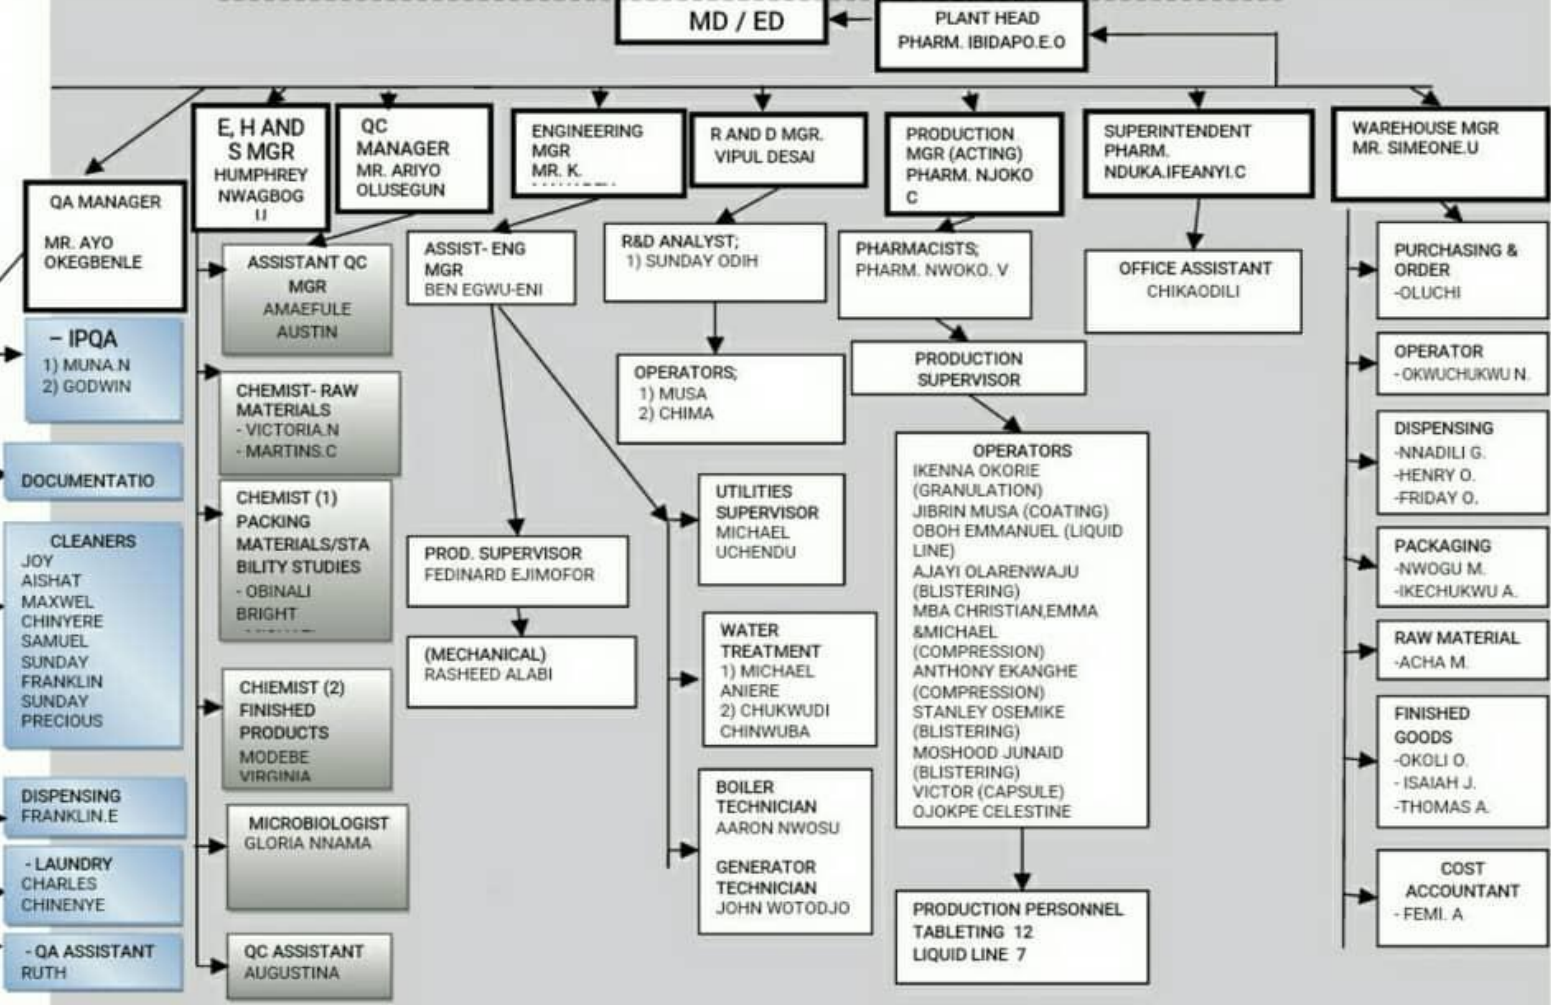 MD / ED
PLANT HEAD
PHARM. IBIDAPO.E.O
QA MANAGER
MR. AYO
OKEGBENLE
E, H AND
S MGR
HUMPHREY
NWAGBOG
U
QC
MANAGER
MR. ARIYO
OLUSEGUN
ENGINEERING
MGR
MR. K.
R AND D MGR.
VIPUL DESAI
PRODUCTION
MGR (ACTING)
PHARM. NJOKO
C
SUPERINTENDENT
PHARM.
NDUKA.IFEANYI.C
WAREHOUSE MGR
MR. SIMEONE.U
– IPQA
1) MUNA.N
2) GODWIN
DOCUMENTATIO
CLEANERS
JOY
AISHAT
MAXWEL
CHINYERE
SAMUEL
SUNDAY
FRANKLIN
SUNDAY
PRECIOUS
DISPENSING
FRANKLIN.E
- LAUNDRY
CHARLES
CHINENYE
- QA ASSISTANT
RUTH
ASSISTANT QC
MGR
AMAEFULE
AUSTIN
CHEMIST- RAW
MATERIALS
- VICTORIA.N
- MARTINS.C
CHEMIST (1)
PACKING
MATERIALS/STA
BILITY STUDIES
- OBINALI
BRIGHT
CHIEMIST (2)
FINISHED
PRODUCTS
MODEBE
VIRGINIA
MICROBIOLOGIST
GLORIA NNAMA
QC ASSISTANT
AUGUSTINA
ASSIST- ENG
MGR
BEN EGWU-ENI
PROD. SUPERVISOR
FEDINARD EJIMOFOR
(MECHANICAL)
RASHEED ALABI
UTILITIES
SUPERVISOR
MICHAEL
UCHENDU
WATER
TREATMENT
1) MICHAEL
ANIERE
2) CHUKWUDI
CHINWUBA
BOILER
TECHNICIAN
AARON NWOSU
GENERATOR
TECHNICIAN
JOHN WOTODJO
R&D ANALYST;
1) SUNDAY ODIH
OPERATORS;
1) MUSA
2) CHIMA
PHARMACISTS;
PHARM. NWOKO. V
PRODUCTION
SUPERVISOR
OPERATORS
IKENNA OKORIE
(GRANULATION)
JIBRIN MUSA (COATING)
OBOH EMMANUEL (LIQUID
LINE)
AJAYI OLARENWAJU
(BLISTERING)
MBA CHRISTIAN,EMMA
&MICHAEL
(COMPRESSION)
ANTHONY EKANGHE
(COMPRESSION)
STANLEY OSEMIKE
(BLISTERING)
MOSHOOD JUNAID
(BLISTERING)
VICTOR (CAPSULE)
OJOKPE CELESTINE
PRODUCTION PERSONNEL
TABLETING 12
LIQUID LINE 7
OFFICE ASSISTANT
CHIKAODILI
PURCHASING &
ORDER
-OLUCHI
OPERATOR
- OKWUCHUKWU N.
DISPENSING
-NNADILI G.
-HENRY O.
-FRIDAY O.
PACKAGING
-NWOGU M.
-IKECHUKWU A.
RAW MATERIAL
-ACHA M.
FINISHED
GOODS
-OKOLI O.
- ISAIAH J.
-THOMAS A.
COST
ACCOUNTANT
- FEMI. A